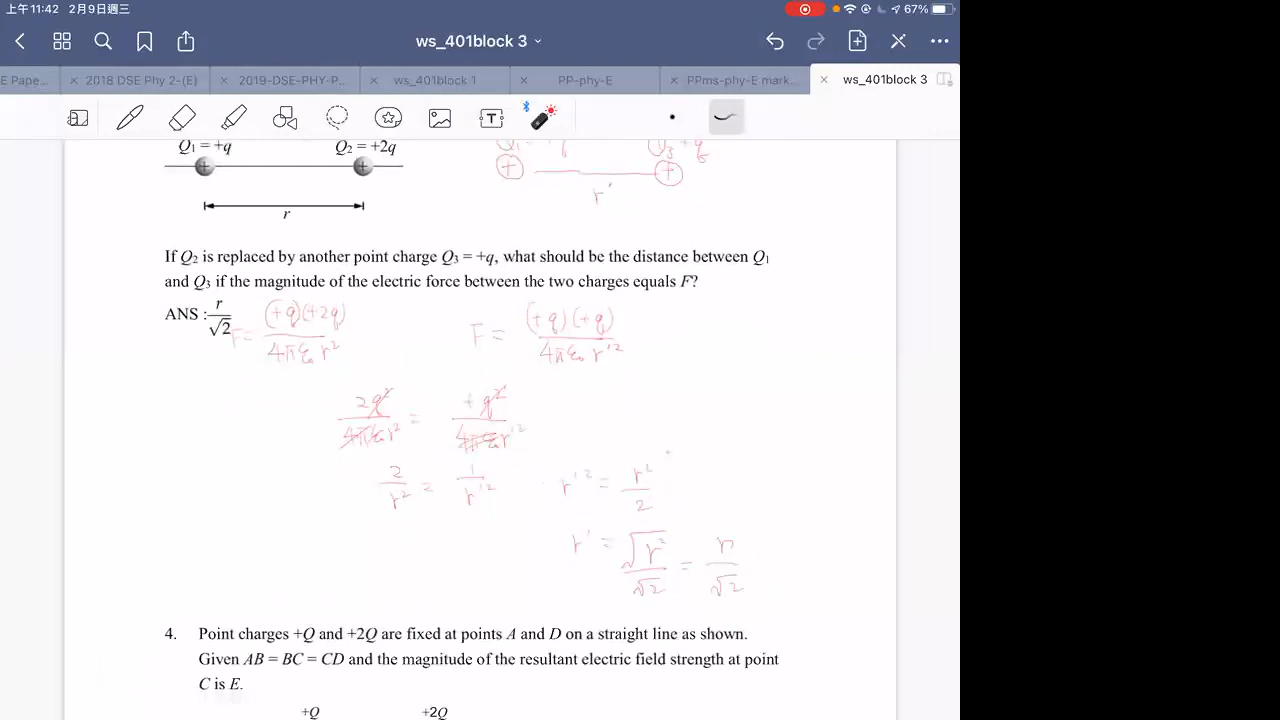 上午11:42 2月9日週三
67%
ws_401block 3
E Pape... × 2018 DSE Phy 2-(E) × 2019-DSE-PHY-P... × ws_401block 1 × PP-phy-E × PPms-phy-E mark... × ws_401block 3
Q₁ = +q Q₂ = +2q
r
r'
If Q₂ is replaced by another point charge Q₃ = +q, what should be the distance between Q₁
and Q₃ if the magnitude of the electric force between the two charges equals F?
ANS : r/√2
F = (+q)(+2q)/4πε₀r²
F = (+q)(+q)/4πε₀r'²
2q²/4πε₀r² = +q²/4πε₀r'²
2/r² = 1/r'²
r'² = r²/2
r' = √r²/√2 = r/√2
4. Point charges +Q and +2Q are fixed at points A and D on a straight line as shown.
Given AB = BC = CD and the magnitude of the resultant electric field strength at point
C is E.
+Q +2Q